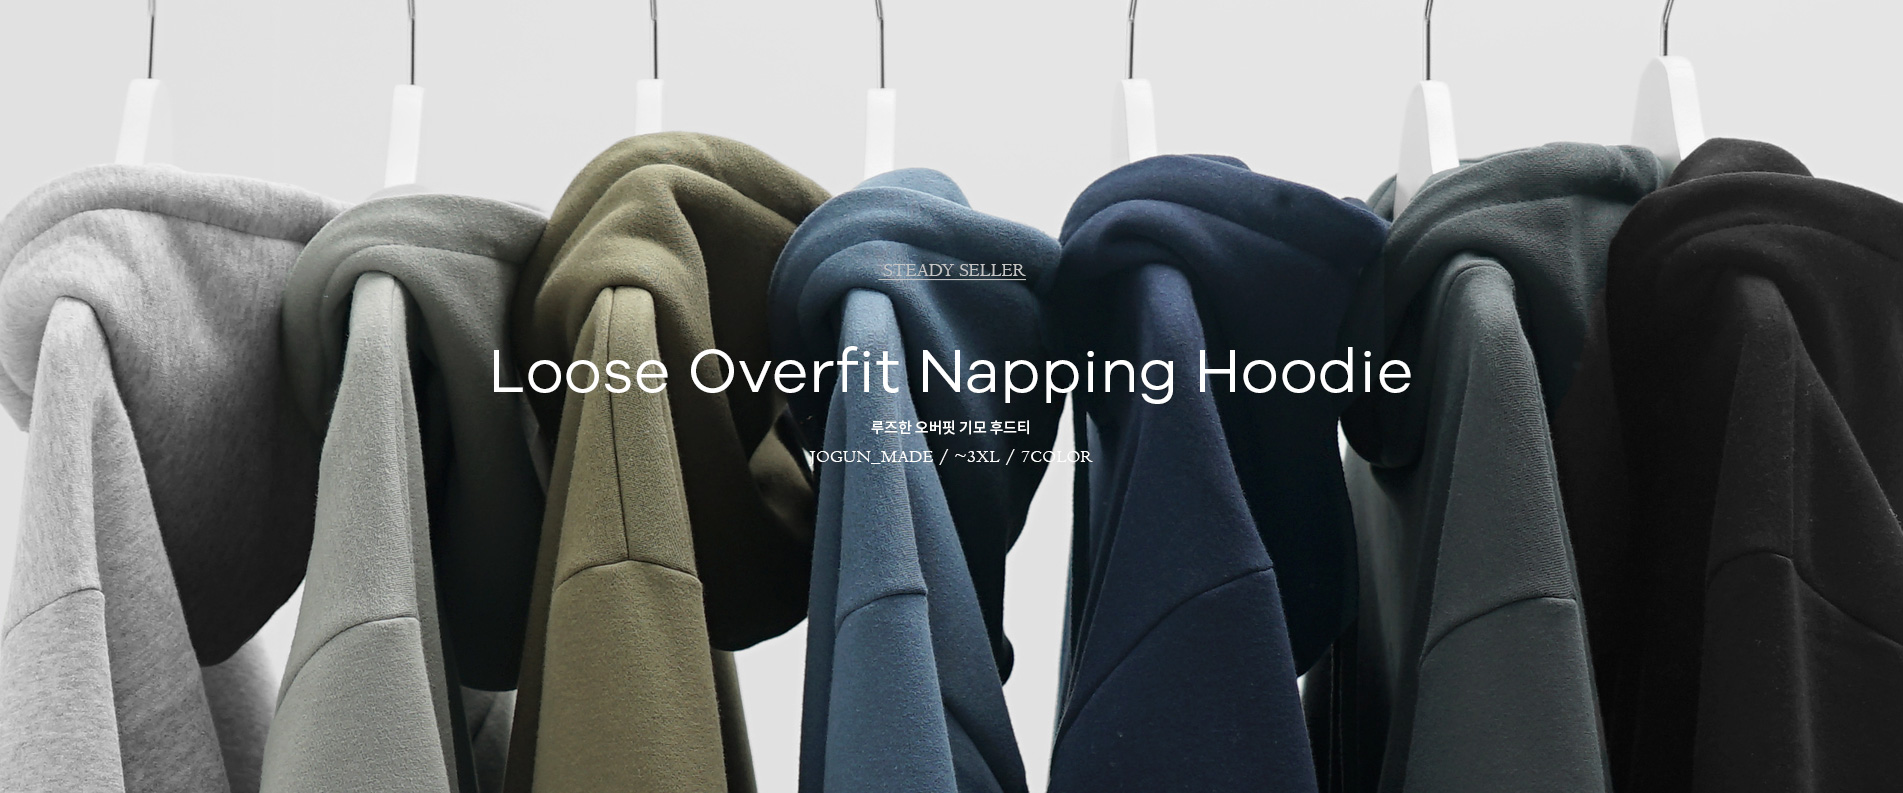 STEADY SELLER
Loose Overfit Napping Hoodie
루즈한 오버핏 기모 후드티
JOGUN_MADE / ~3XL / 7COLOR